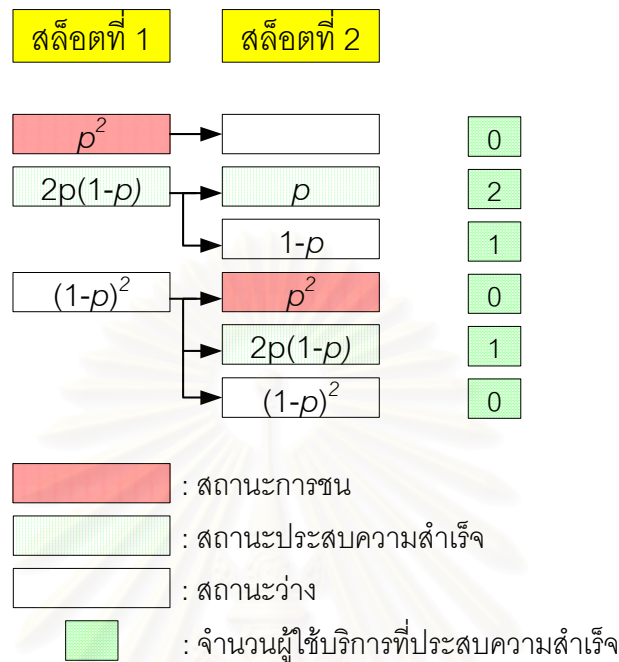 สล็อตที่ 1 สล็อตที่ 2
p² 0
2p(1-p) p 2
1-p 1
(1-p)² p² 0
2p(1-p) 1
(1-p)² 0
: สถานะการชน
: สถานะประสบความสำเร็จ
: สถานะว่าง
: จำนวนผู้ใช้บริการที่ประสบความสำเร็จ